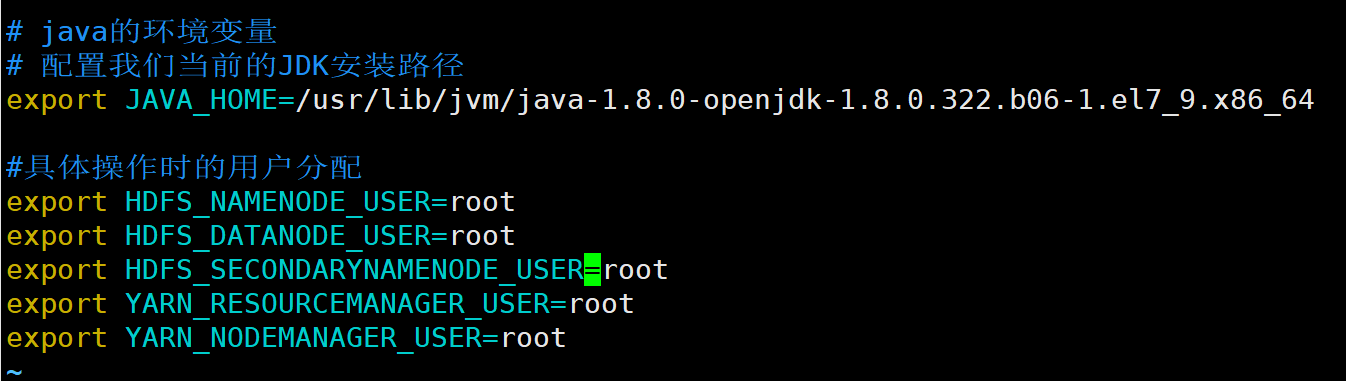 # java的环境变量
# 配置我们当前的JDK安装路径
export JAVA_HOME=/usr/lib/jvm/java-1.8.0-openjdk-1.8.0.322.b06-1.el7_9.x86_64
#具体操作时的用户分配
export HDFS_NAMENODE_USER=root
export HDFS_DATANODE_USER=root
export HDFS_SECONDARYNAMENODE_USER=root
export YARN_RESOURCEMANAGER_USER=root
export YARN_NODEMANAGER_USER=root
~